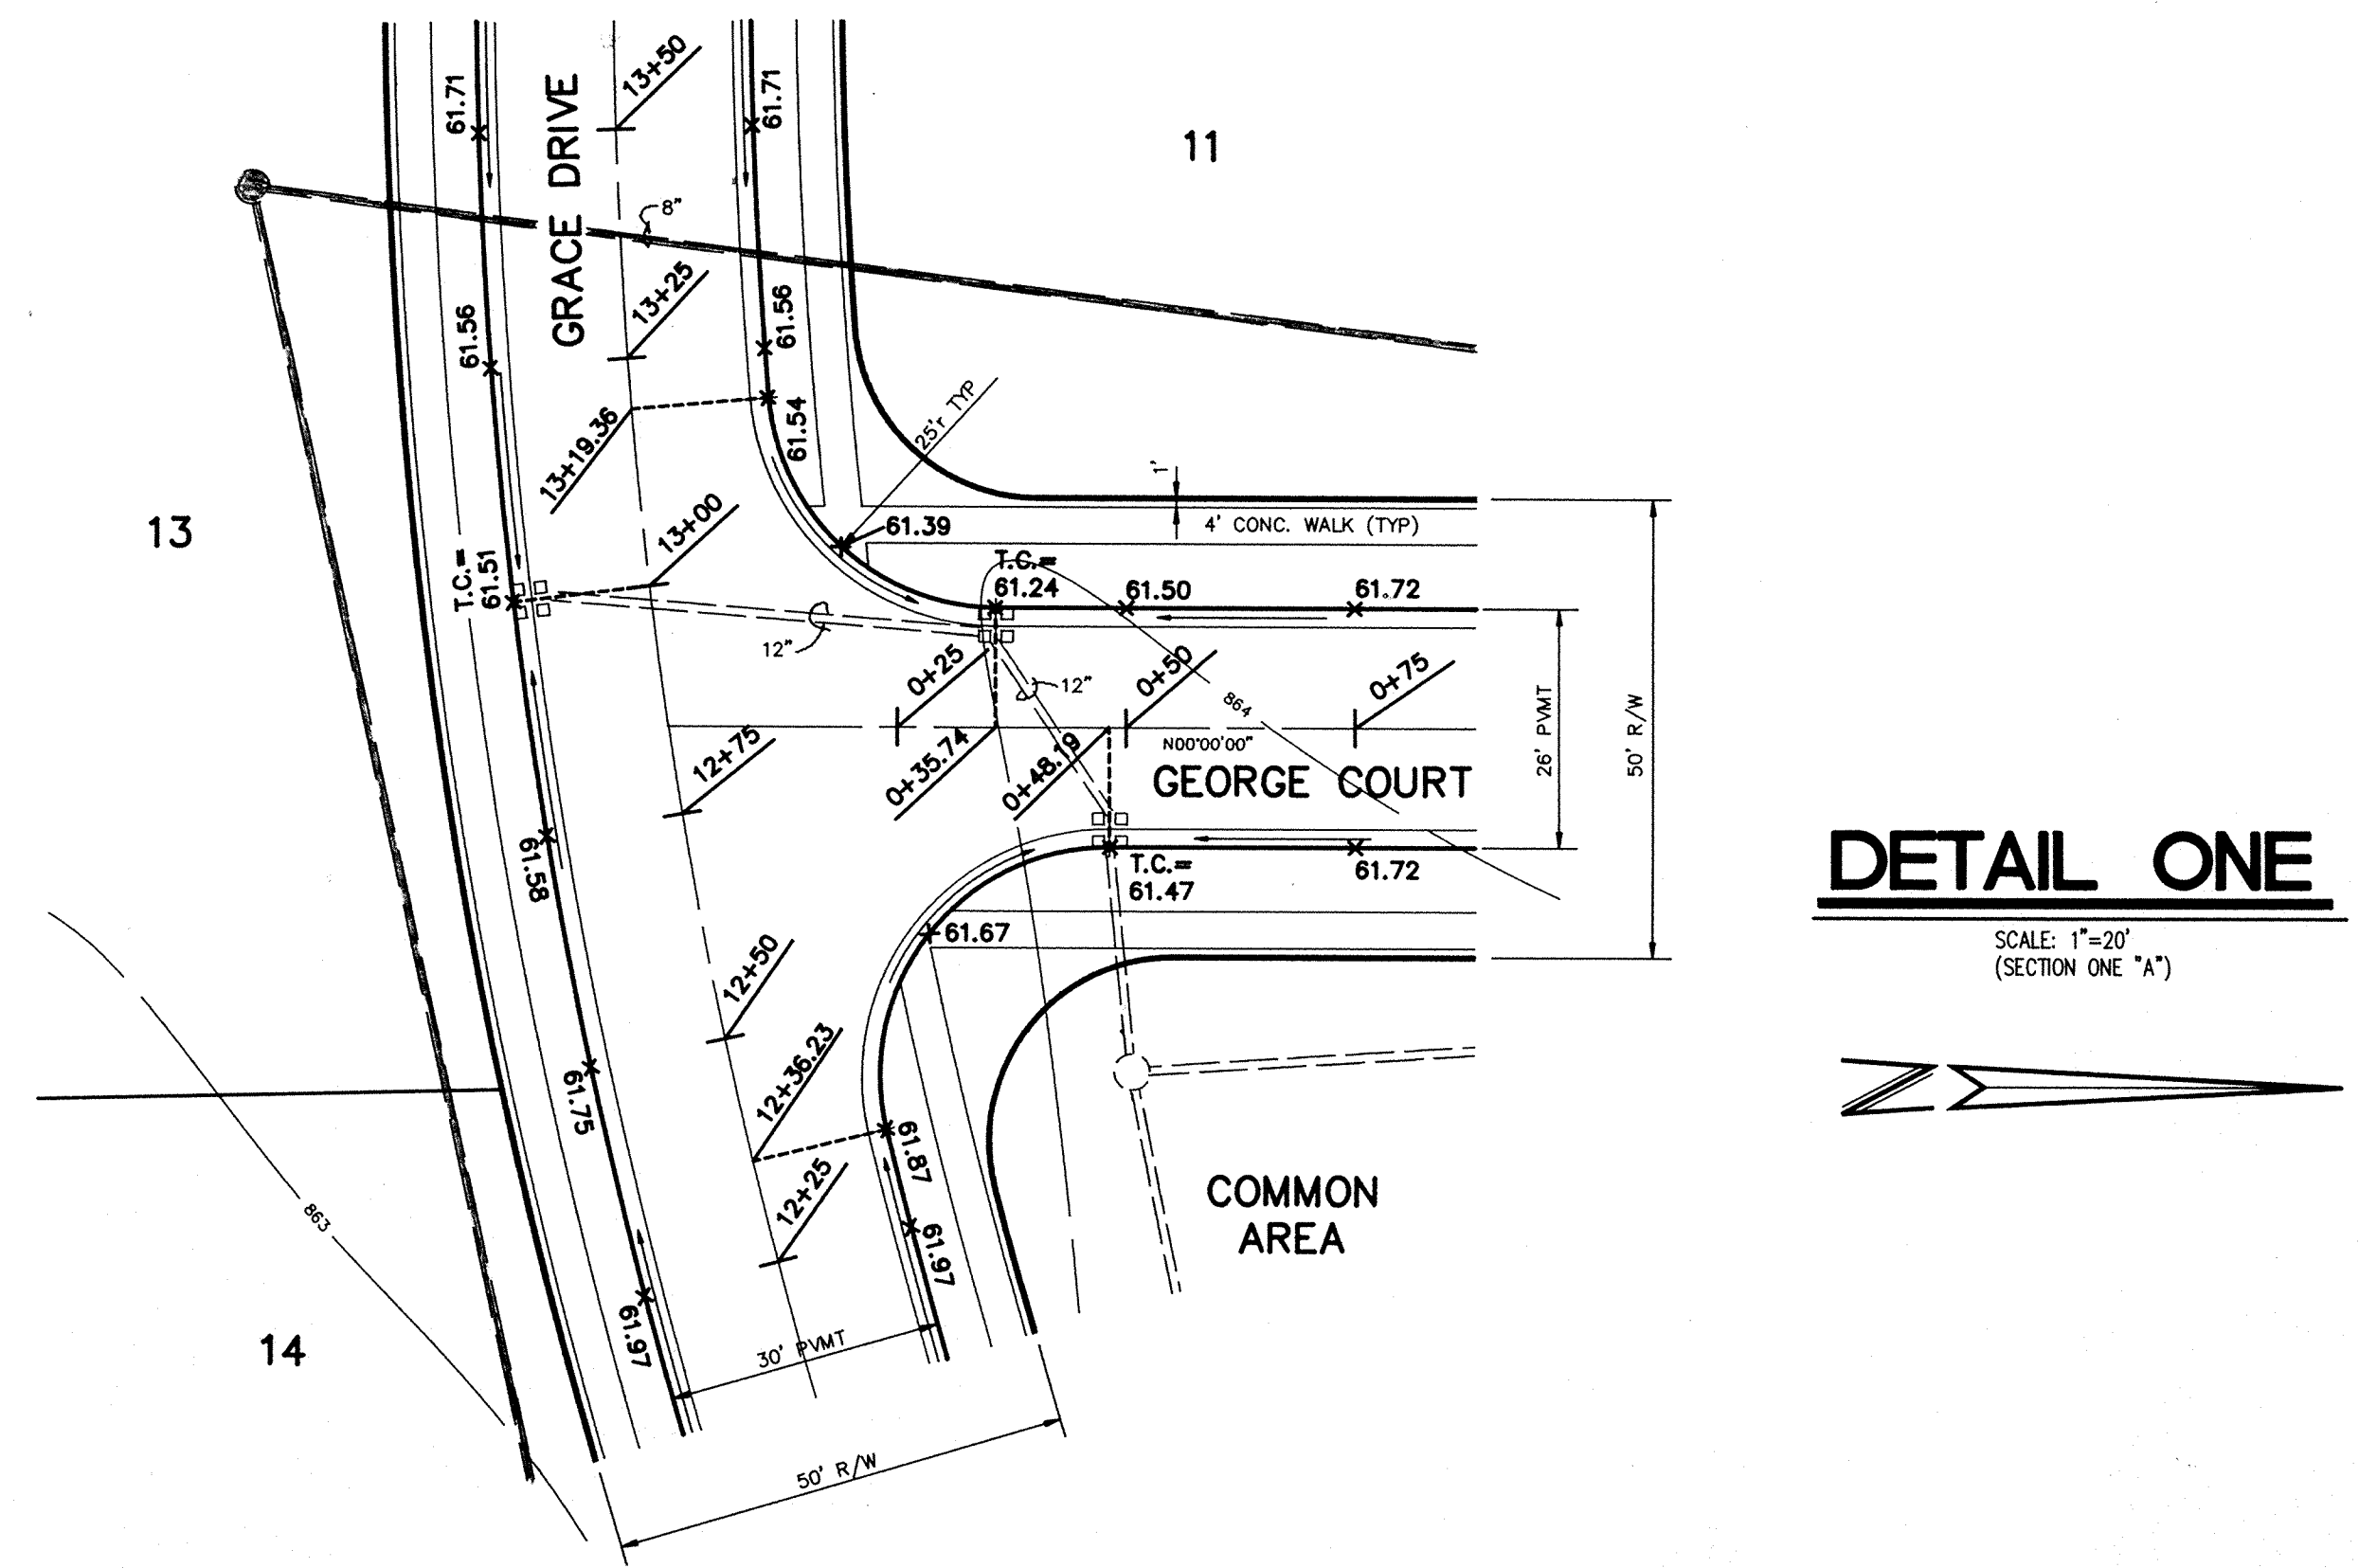 13+50
61.71
61.71
GRACE DRIVE
11
8"
13+25
61.56
61.56
25'r TYP
61.54
13+19.36
1'
13
13+00
61.39
4' CONC. WALK (TYP)
T.C.=
61.51
T.C.=
61.24
61.50
61.72
12"
0+25
12"
0+50
0+75
864
26' PVMT
50' R/W
N00°00'00"
12+75
0+35.74
0+48.19
GEORGE COURT
61.58
T.C.=
61.47
61.72
DETAIL ONE
SCALE: 1"=20'
(SECTION ONE "A")
61.67
12+50
12+36.23
61.75
61.87
12+25
863
COMMON
AREA
61.97
61.97
14
30' PVMT
50' R/W
N